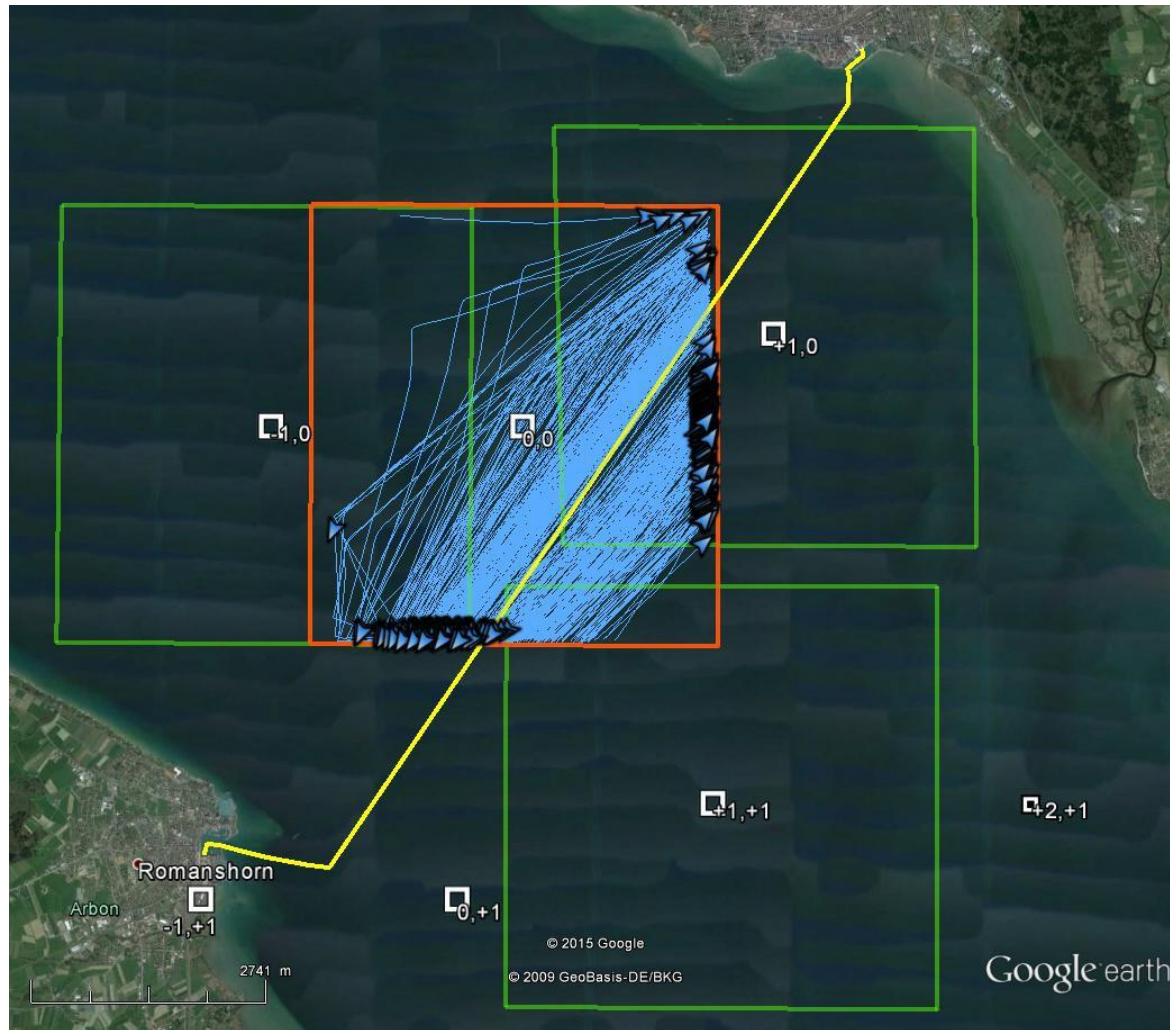 +1,0
-1,0
0,0
+1,+1
+2,+1
Romanshorn
Arbon
-1,+1
0,+1
2741 m
© 2015 Google
© 2009 GeoBasis-DE/BKG
Google earth